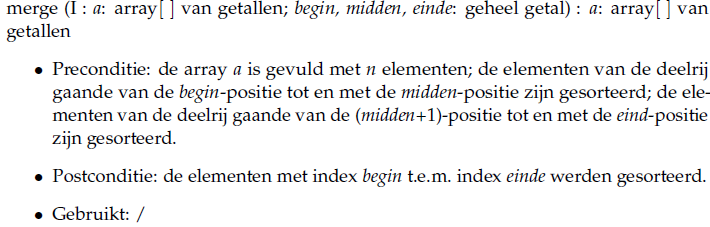 merge (I : a: array[ ] van getallen; begin, midden, einde: geheel getal) : a: array[ ] van
getallen
• Preconditie: de array a is gevuld met n elementen; de elementen van de deelrij
gaande van de begin-positie tot en met de midden-positie zijn gesorteerd; de ele-
menten van de deelrij gaande van de (midden+1)-positie tot en met de eind-positie
zijn gesorteerd.
• Postconditie: de elementen met index begin t.e.m. index einde werden gesorteerd.
• Gebruikt: /